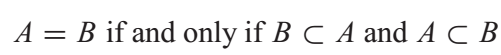 A = B if and only if B ⊂ A and A ⊂ B